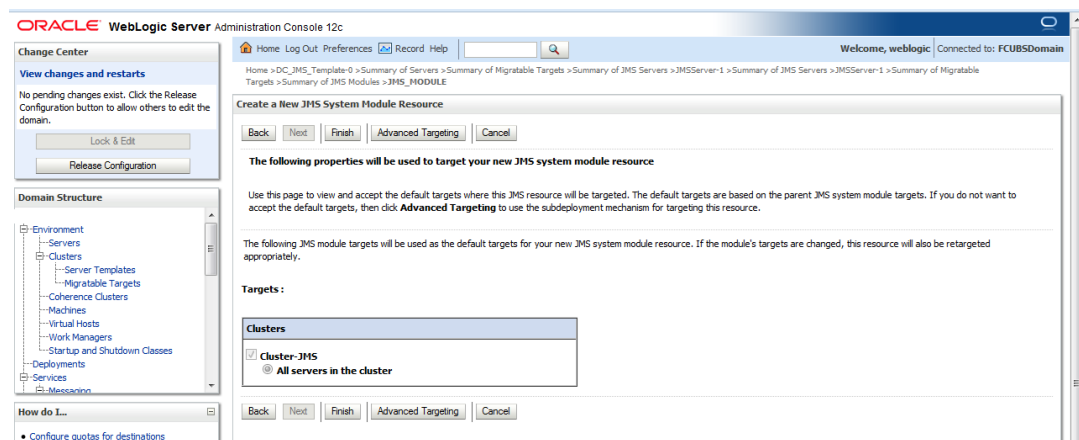 ORACLE WebLogic Server Administration Console 12c
Change Center
View changes and restarts
No pending changes exist. Click the Release
Configuration button to allow others to edit the
domain.
Lock & Edit
Release Configuration
Domain Structure
Environment
Servers
Clusters
Server Templates
Migratable Targets
Coherence Clusters
Machines
Virtual Hosts
Work Managers
Startup and Shutdown Classes
Deployments
Services
Messaging
How do I...
Configure quotas for destinations
Home Log Out Preferences Record Help
Welcome, weblogic Connected to: FCUBSDomain
Home >DC_JMS_Template-0 >Summary of Servers >Summary of Migratable Targets >Summary of JMS Servers >JMSServer-1 >Summary of JMS Servers >JMSServer-1 >Summary of Migratable
Targets >Summary of JMS Modules >JMS_MODULE
Create a New JMS System Module Resource
Back Next Finish Advanced Targeting Cancel
The following properties will be used to target your new JMS system module resource
Use this page to view and accept the default targets where this JMS resource will be targeted. The default targets are based on the parent JMS system module targets. If you do not want to
accept the default targets, then click Advanced Targeting to use the subdeployment mechanism for targeting this resource.
The following JMS module targets will be used as the default targets for your new JMS system module resource. If the module's targets are changed, this resource will also be retargeted
appropriately.
Targets :
Clusters
Cluster-JMS
All servers in the cluster
Back Next Finish Advanced Targeting Cancel